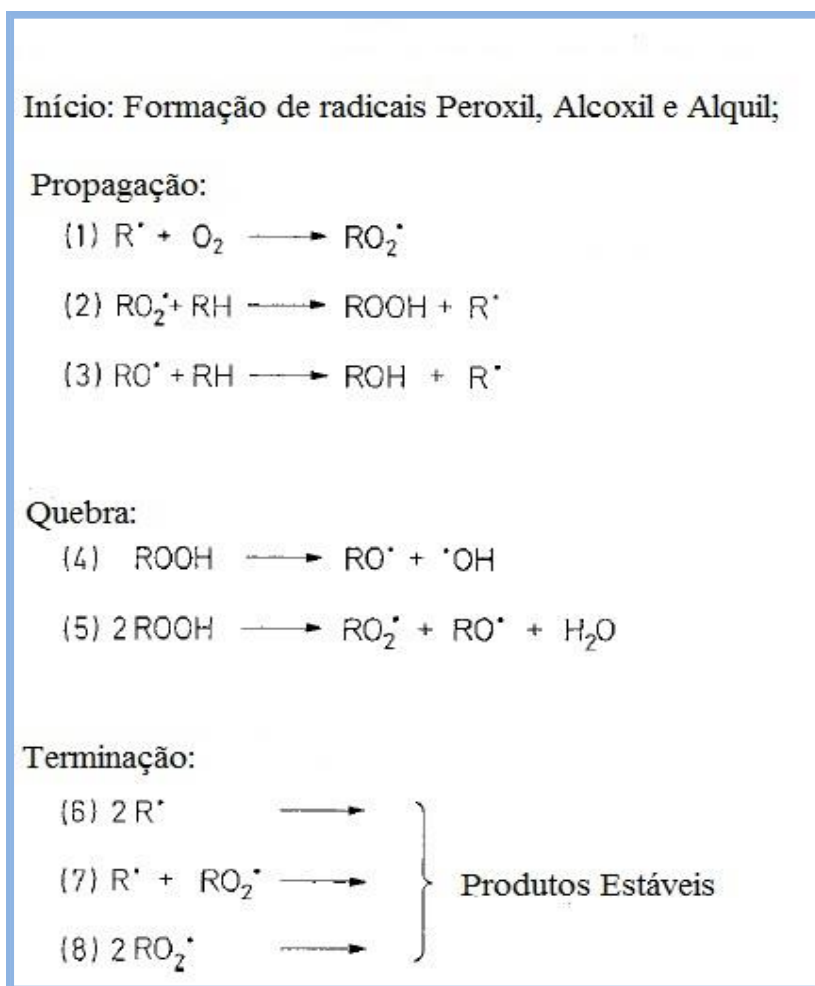 Início: Formação de radicais Peroxil, Alcoxil e Alquil;
Propagação:
(1) R˙ + O₂ ⟶ RO₂˙
(2) RO₂˙ + RH ⟶ ROOH + R˙
(3) RO˙ + RH ⟶ ROH + R˙
Quebra:
(4) ROOH ⟶ RO˙ + ˙OH
(5) 2 ROOH ⟶ RO₂˙ + RO˙ + H₂O
Terminação:
(6) 2 R˙ ⟶
(7) R˙ + RO₂˙ ⟶ } Produtos Estáveis
(8) 2 RO₂˙ ⟶